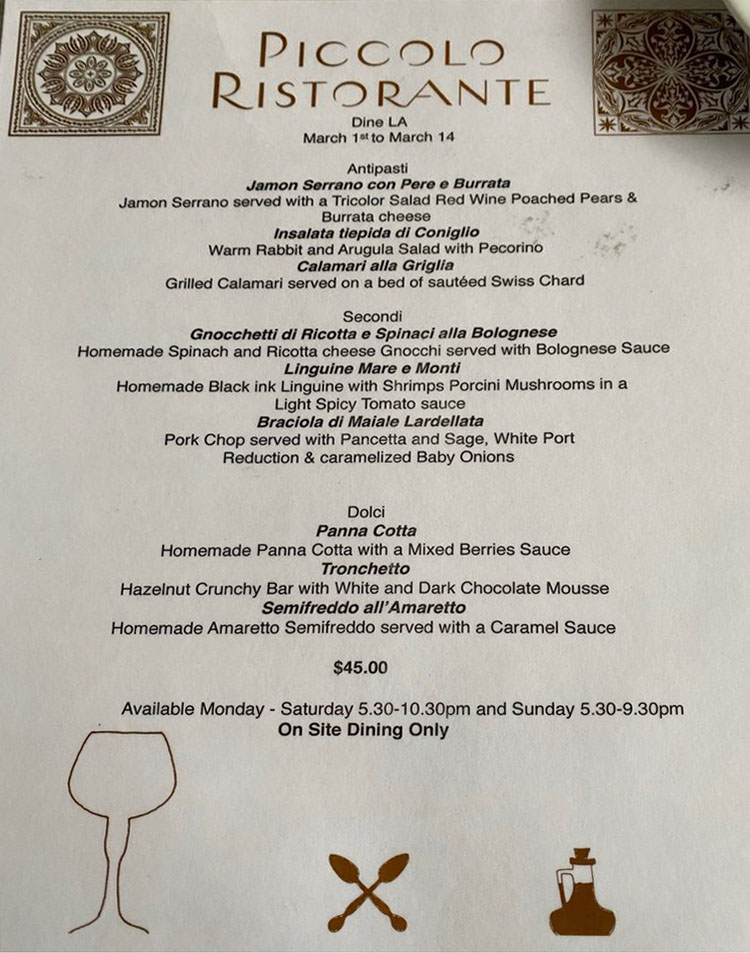 PICCOLO
RISTORANTE
Dine LA
March 1st to March 14
Antipasti
Jamon Serrano con Pere e Burrata
Jamon Serrano served with a Tricolor Salad Red Wine Poached Pears &
Burrata cheese
Insalata tiepida di Coniglio
Warm Rabbit and Arugula Salad with Pecorino
Calamari alla Griglia
Grilled Calamari served on a bed of sautéed Swiss Chard
Secondi
Gnocchetti di Ricotta e Spinaci alla Bolognese
Homemade Spinach and Ricotta cheese Gnocchi served with Bolognese Sauce
Linguine Mare e Monti
Homemade Black ink Linguine with Shrimps Porcini Mushrooms in a
Light Spicy Tomato sauce
Braciola di Maiale Lardellata
Pork Chop served with Pancetta and Sage, White Port
Reduction & caramelized Baby Onions
Dolci
Panna Cotta
Homemade Panna Cotta with a Mixed Berries Sauce
Tronchetto
Hazelnut Crunchy Bar with White and Dark Chocolate Mousse
Semifreddo all'Amaretto
Homemade Amaretto Semifreddo served with a Caramel Sauce
$45.00
Available Monday - Saturday 5.30-10.30pm and Sunday 5.30-9.30pm
On Site Dining Only